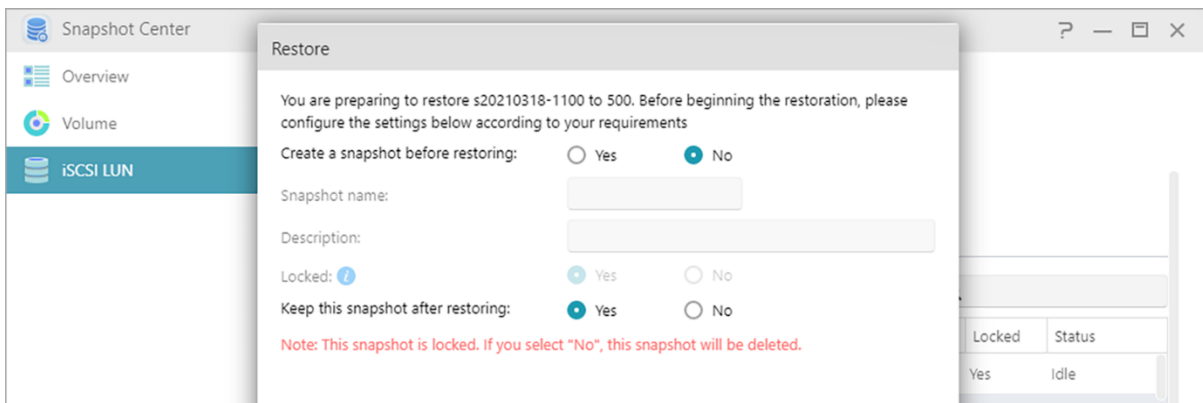 Snapshot Center
Restore
Overview
You are preparing to restore s20210318-1100 to 500. Before beginning the restoration, please
configure the settings below according to your requirements
Volume
Create a snapshot before restoring: Yes No
iSCSI LUN
Snapshot name:
Description:
Locked: i Yes No
Keep this snapshot after restoring: Yes No
Note: This snapshot is locked. If you select "No", this snapshot will be deleted.
Locked Status
Yes Idle